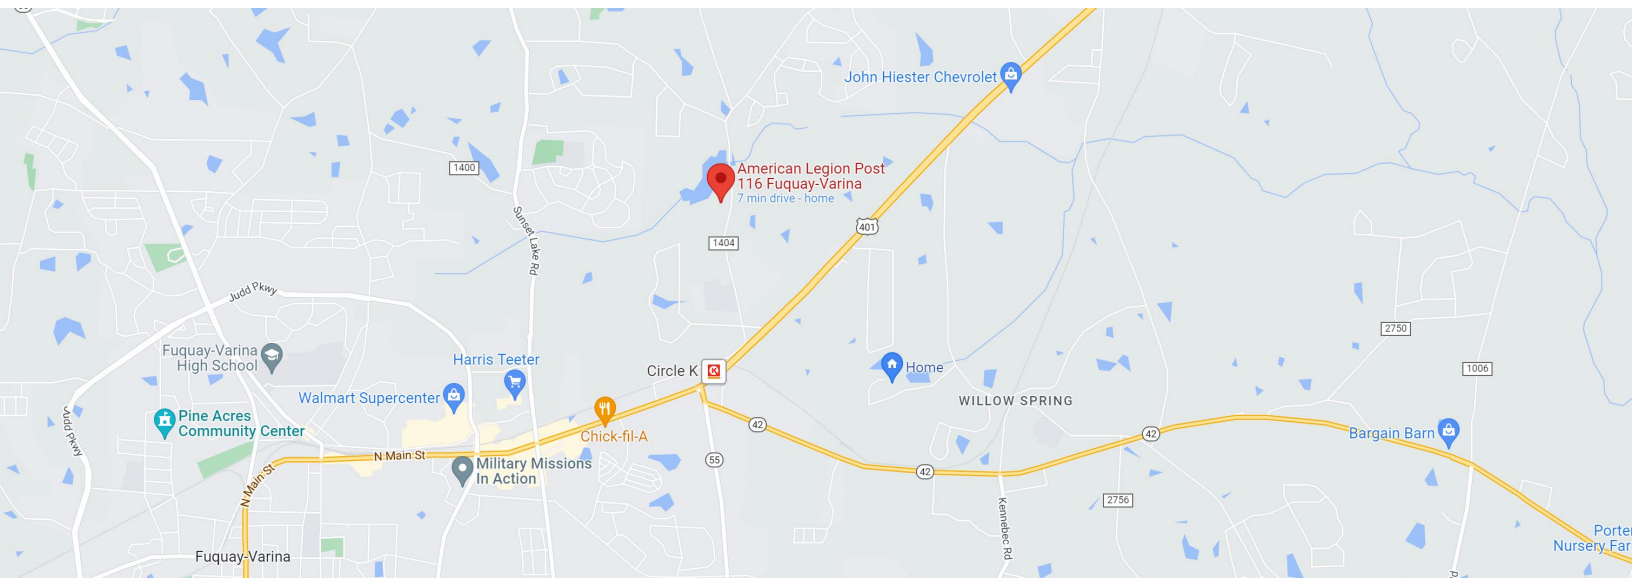 John Hiester Chevrolet
1400
American Legion Post
116 Fuquay-Varina
7 min drive - home
Sunset Lake Rd
401
1404
Judd Pkwy
2750
Fuquay-Varina
High School
Harris Teeter
Circle K
K
Home
1006
Walmart Supercenter
WILLOW SPRING
Pine Acres
Community Center
Judd Pkwy
Chick-fil-A
42
42
Bargain Barn
N Main St
N Main St
Military Missions
In Action
55
42
2756
Kennebec Rd
Porter
Nursery Far
Fuquay-Varina